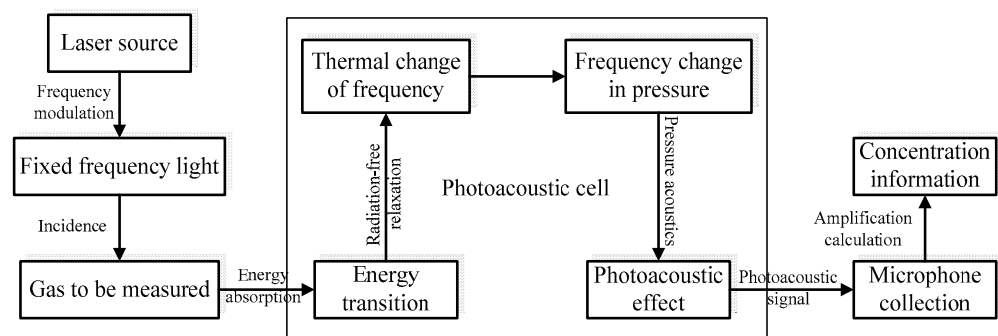 Laser source
Frequency
modulation
Fixed frequency light
Incidence
Gas to be measured
Energy
absorption
Energy
transition
Radiation-free
relaxation
Thermal change
of frequency
Frequency change
in pressure
Photoacoustic cell
Pressure acoustics
Photoacoustic
effect
Photoacoustic
signal
Microphone
collection
Amplification
calculation
Concentration
information